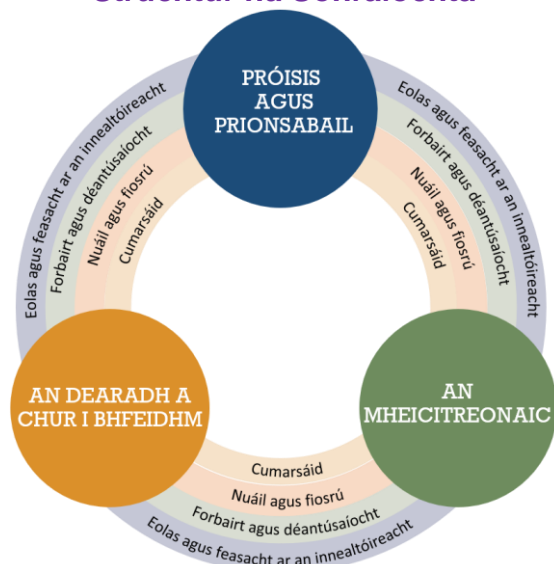 PRÓISIS
AGUS
PRIONSABAIL
Eolas agus feasacht ar an innealtóireacht
Forbairt agus déantúsaíocht
Nuáil agus fiosrú
Cumarsáid
Eolas agus feasacht ar an innealtóireacht
Forbairt agus déantúsaíocht
Nuáil agus fiosrú
Cumarsáid
AN DEARADH A
CHUR I BHFEIDHM
AN
MHEICITREONAIC
Cumarsáid
Nuáil agus fiosrú
Forbairt agus déantúsaíocht
Eolas agus feasacht ar an innealtóireacht